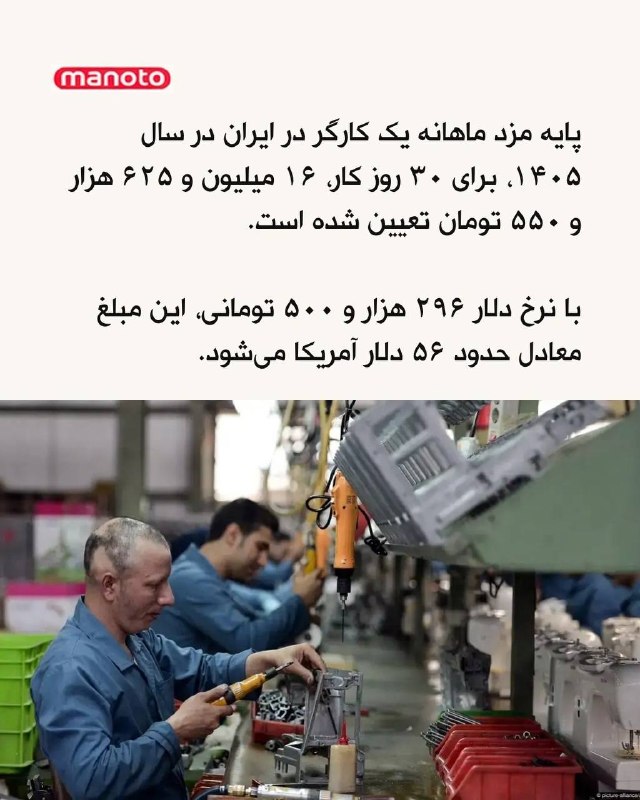 manoto
پایه مزد ماهانه یک کارگر در ایران در سال
۱۴۰۵، برای ۳۰ روز کار، ۱۶ میلیون و ۶۲۵ هزار
و ۵۵۰ تومان تعیین شده است.
با نرخ دلار ۲۹۶ هزار و ۵۰۰ تومانی، این مبلغ
معادل حدود ۵۶ دلار آمریکا می‌شود.